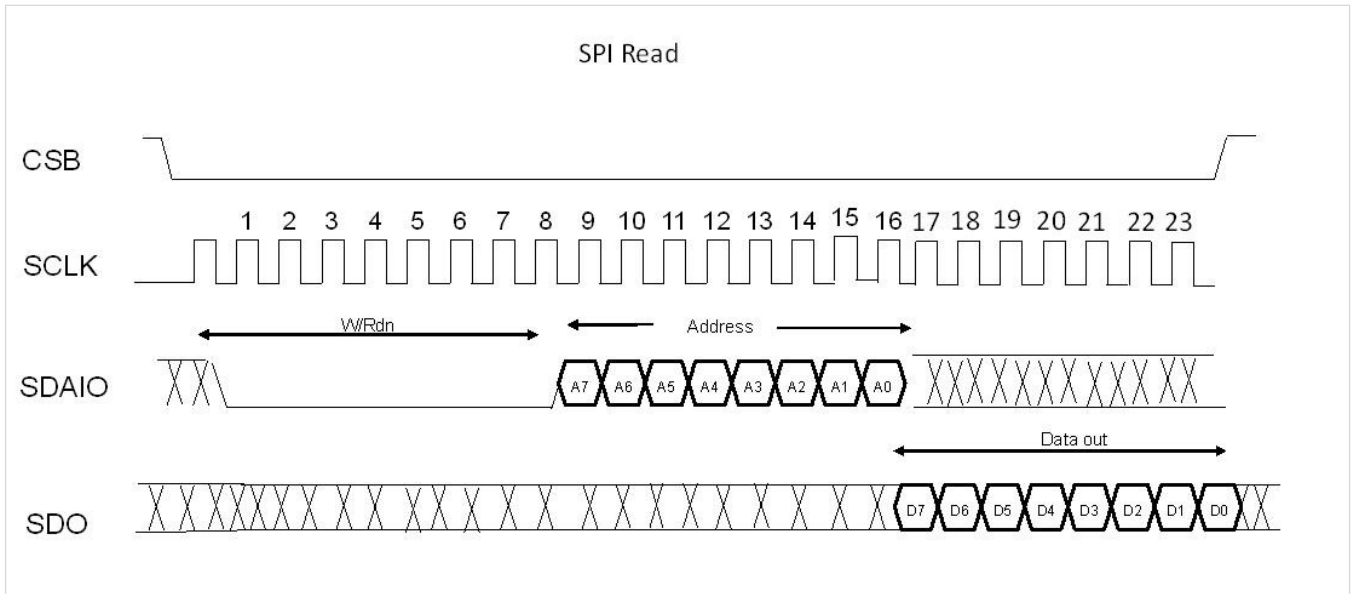 SPI Read
CSB
1 2 3 4 5 6 7 8 9 10 11 12 13 14 15 16 17 18 19 20 21 22 23
SCLK
W/Rdn Address
SDAIO A7 A6 A5 A4 A3 A2 A1 A0
Data out
SDO D7 D6 D5 D4 D3 D2 D1 D0